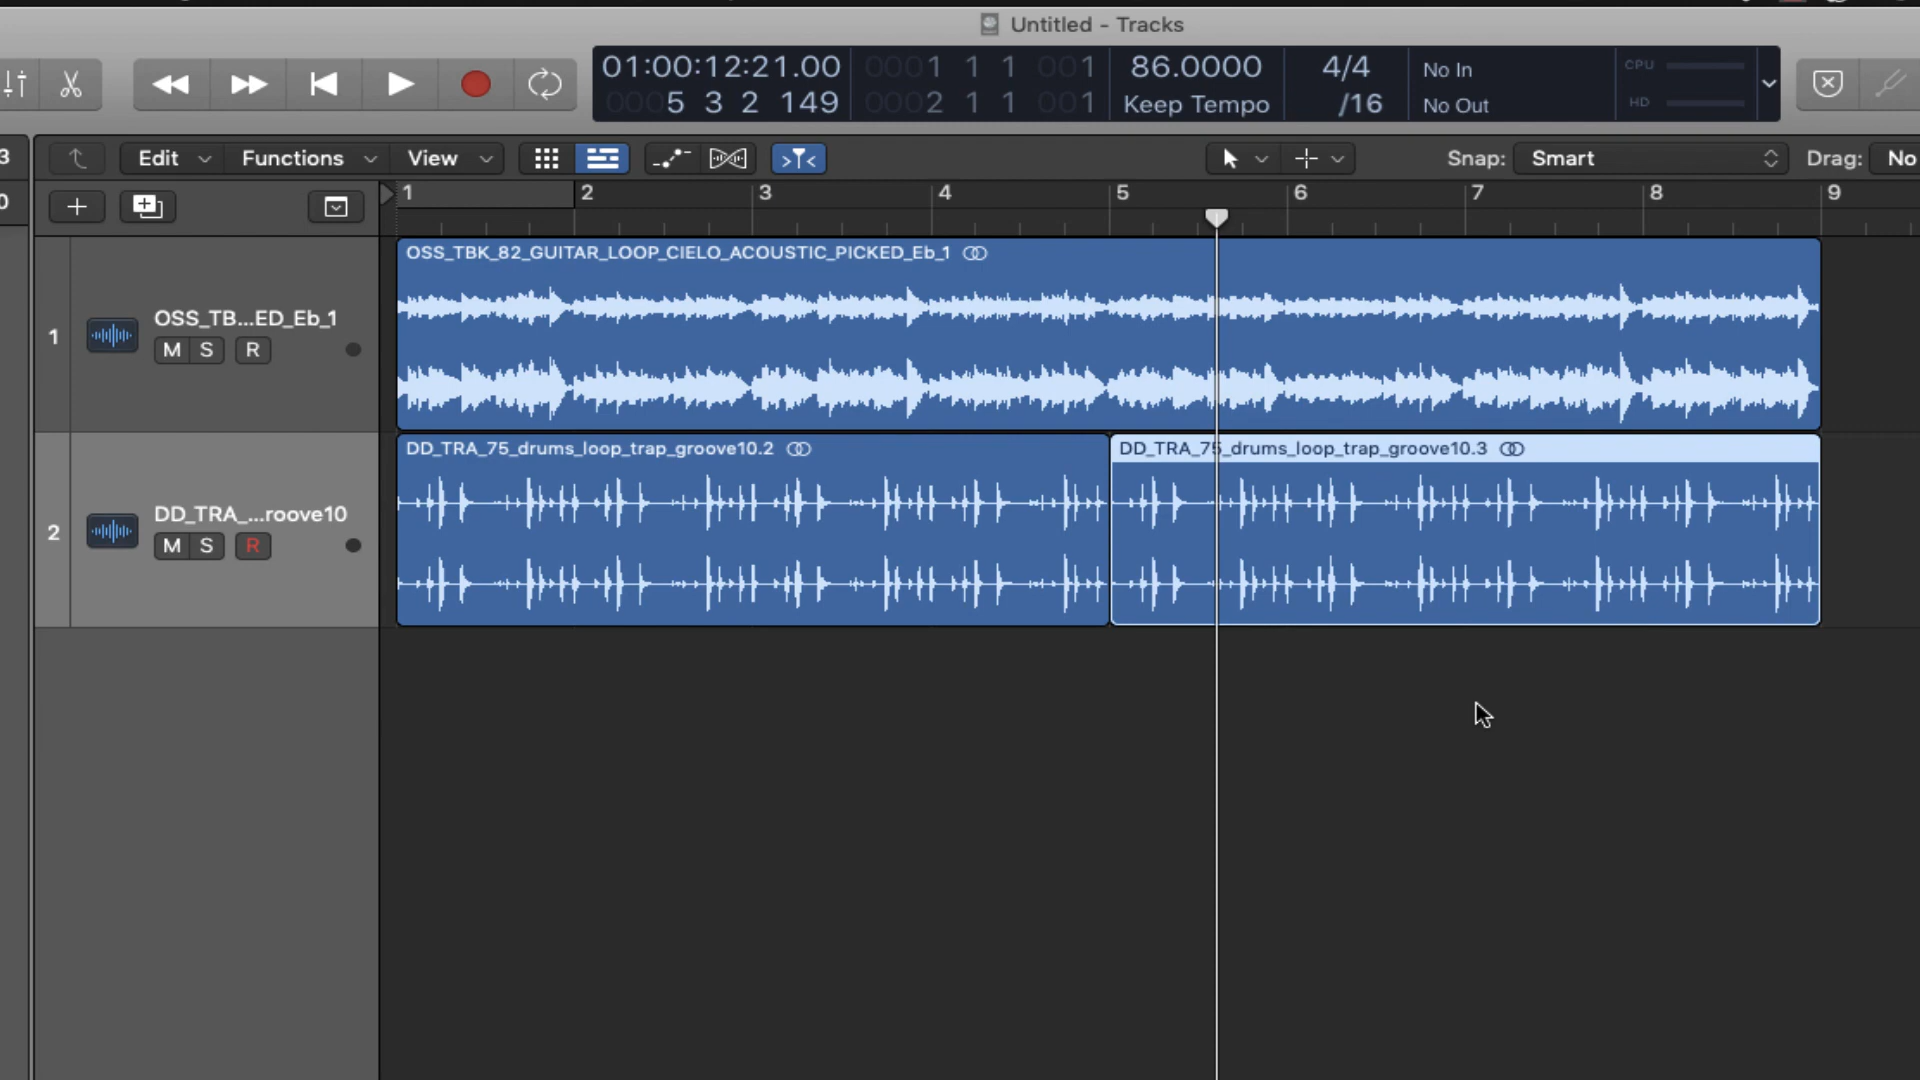 Untitled - Tracks
01:00:12:21.00
0005 3 2 149
0001 1 1 001
0002 1 1 001
86.0000
Keep Tempo
4/4
/16
No In
No Out
CPU
HD
3
0
Edit
Functions
View
Snap: Smart
Drag: No
1 2 3 4 5 6 7 8 9
1
OSS_TB...ED_Eb_1
M S R
OSS_TBK_82_GUITAR_LOOP_CIELO_ACOUSTIC_PICKED_Eb_1
2
DD_TRA_...roove10
M S R
DD_TRA_75_drums_loop_trap_groove10.2
DD_TRA_75_drums_loop_trap_groove10.3